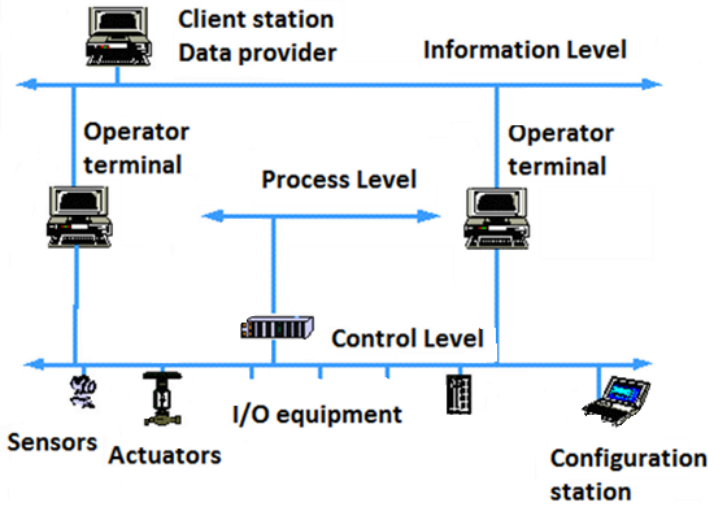 Client station
Data provider
Information Level
Operator
terminal
Operator
terminal
Process Level
Control Level
I/O equipment
Sensors
Actuators
Configuration
station